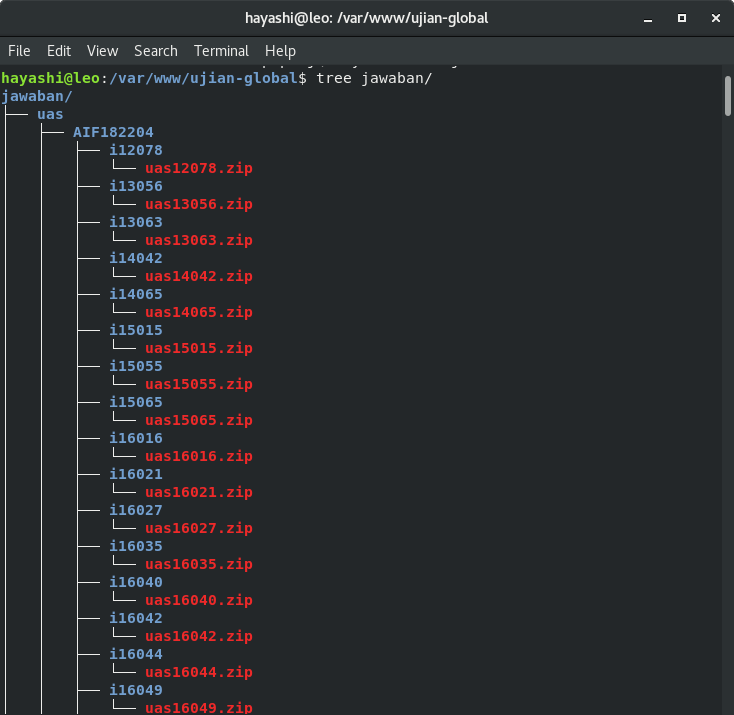 hayashi@leo: /var/www/ujian-global
File Edit View Search Terminal Help
hayashi@leo:/var/www/ujian-global$ tree jawaban/
jawaban/
├── uas
│   ├── AIF182204
│   │   ├── i12078
│   │   │   └── uas12078.zip
│   │   ├── i13056
│   │   │   └── uas13056.zip
│   │   ├── i13063
│   │   │   └── uas13063.zip
│   │   ├── i14042
│   │   │   └── uas14042.zip
│   │   ├── i14065
│   │   │   └── uas14065.zip
│   │   ├── i15015
│   │   │   └── uas15015.zip
│   │   ├── i15055
│   │   │   └── uas15055.zip
│   │   ├── i15065
│   │   │   └── uas15065.zip
│   │   ├── i16016
│   │   │   └── uas16016.zip
│   │   ├── i16021
│   │   │   └── uas16021.zip
│   │   ├── i16027
│   │   │   └── uas16027.zip
│   │   ├── i16035
│   │   │   └── uas16035.zip
│   │   ├── i16040
│   │   │   └── uas16040.zip
│   │   ├── i16042
│   │   │   └── uas16042.zip
│   │   ├── i16044
│   │   │   └── uas16044.zip
│   │   ├── i16049
│   │   │   └── uas16049.zip